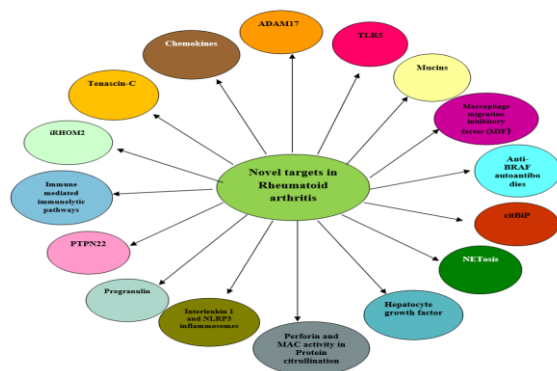 ADAM17
TLR5
Chemokines
Mucins
Tenascin-C
Macrophage
migration
inhibitory
factor (MIF)
iRHOM2
Anti-
BRAF
autoantibo
dies
Novel targets in
Rheumatoid
arthritis
Immune
mediated
immunolytic
pathways
citBiP
PTPN22
NETosis
Progranulin
Interleukin 1
and NLRP3
inflammosomes
Hepatocyte
growth factor
Perforin and
MAC activity in
Protein
citrullination